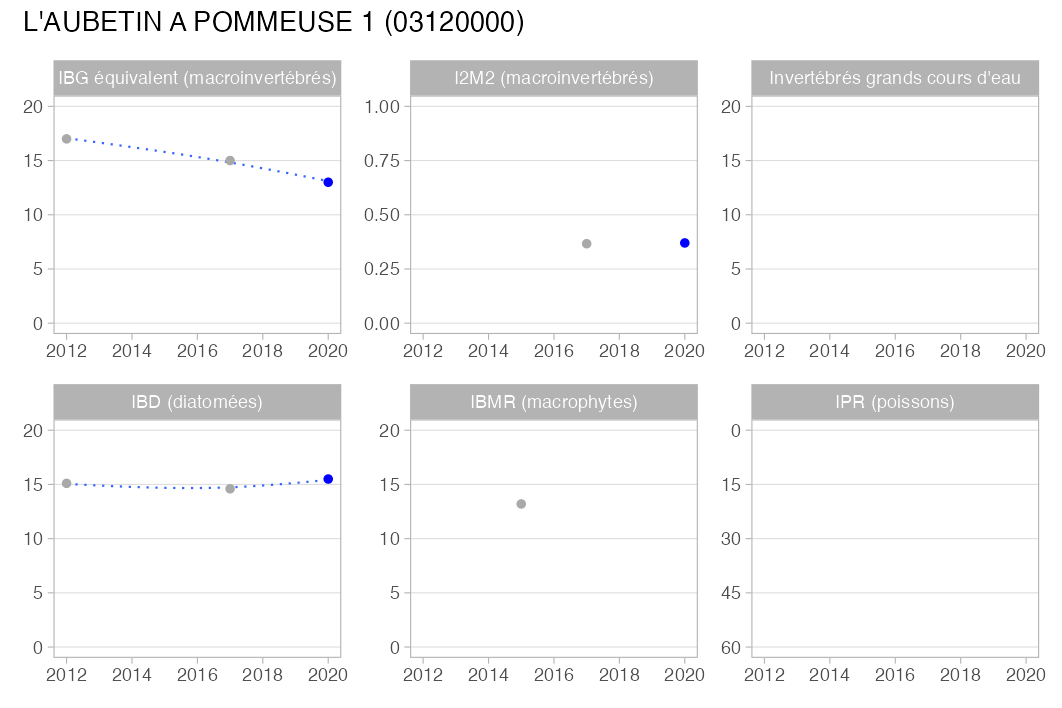 L'AUBETIN A POMMEUSE 1 (03120000)
IBG équivalent (macroinvertébrés)
I2M2 (macroinvertébrés)
Invertébrés grands cours d'eau
20
15
10
5
0
2012 2014 2016 2018 2020
1.00
0.75
0.50
0.25
0.00
2012 2014 2016 2018 2020
20
15
10
5
0
2012 2014 2016 2018 2020
IBD (diatomées)
IBMR (macrophytes)
IPR (poissons)
20
15
10
5
0
2012 2014 2016 2018 2020
20
15
10
5
0
2012 2014 2016 2018 2020
0
15
30
45
60
2012 2014 2016 2018 2020